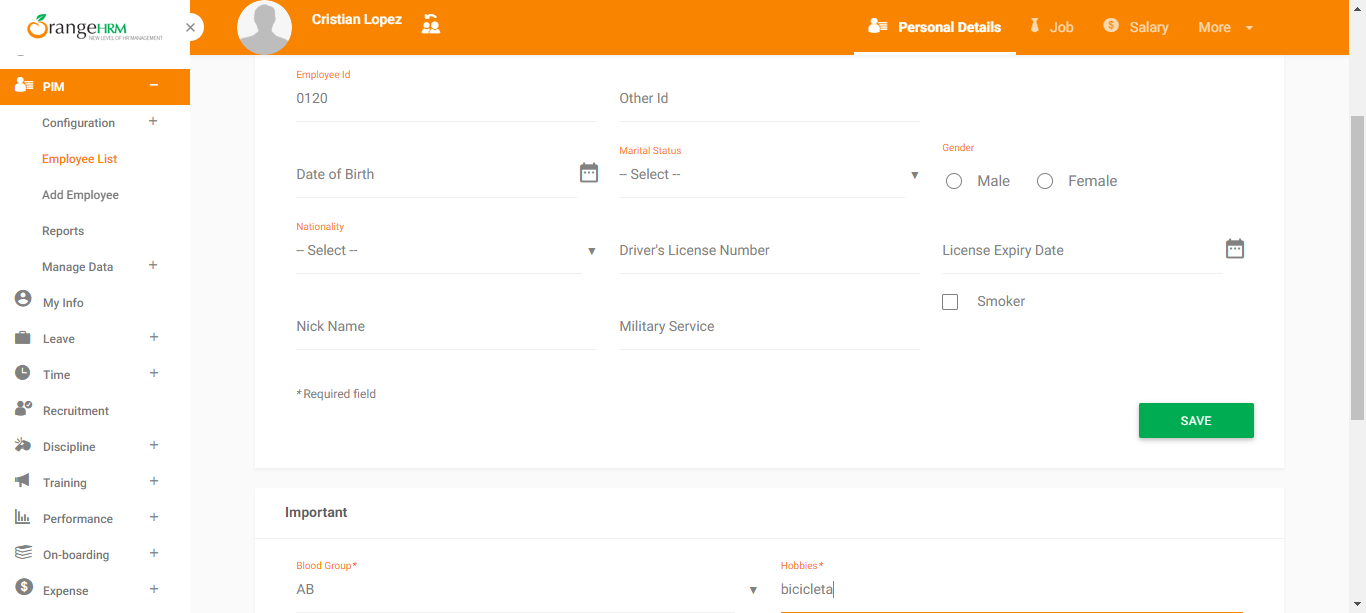 OrangeHRM
NEW LEVEL OF HR MANAGEMENT
Cristian Lopez
Personal Details
Job
Salary
More
PIM
Configuration
Employee List
Add Employee
Reports
Manage Data
My Info
Leave
Time
Recruitment
Discipline
Training
Performance
On-boarding
Expense
Employee Id
0120
Other Id
Date of Birth
Marital Status
-- Select --
Gender
Male
Female
Nationality
-- Select --
Driver's License Number
License Expiry Date
Nick Name
Military Service
Smoker
* Required field
SAVE
Important
Blood Group*
AB
Hobbies*
bicicleta